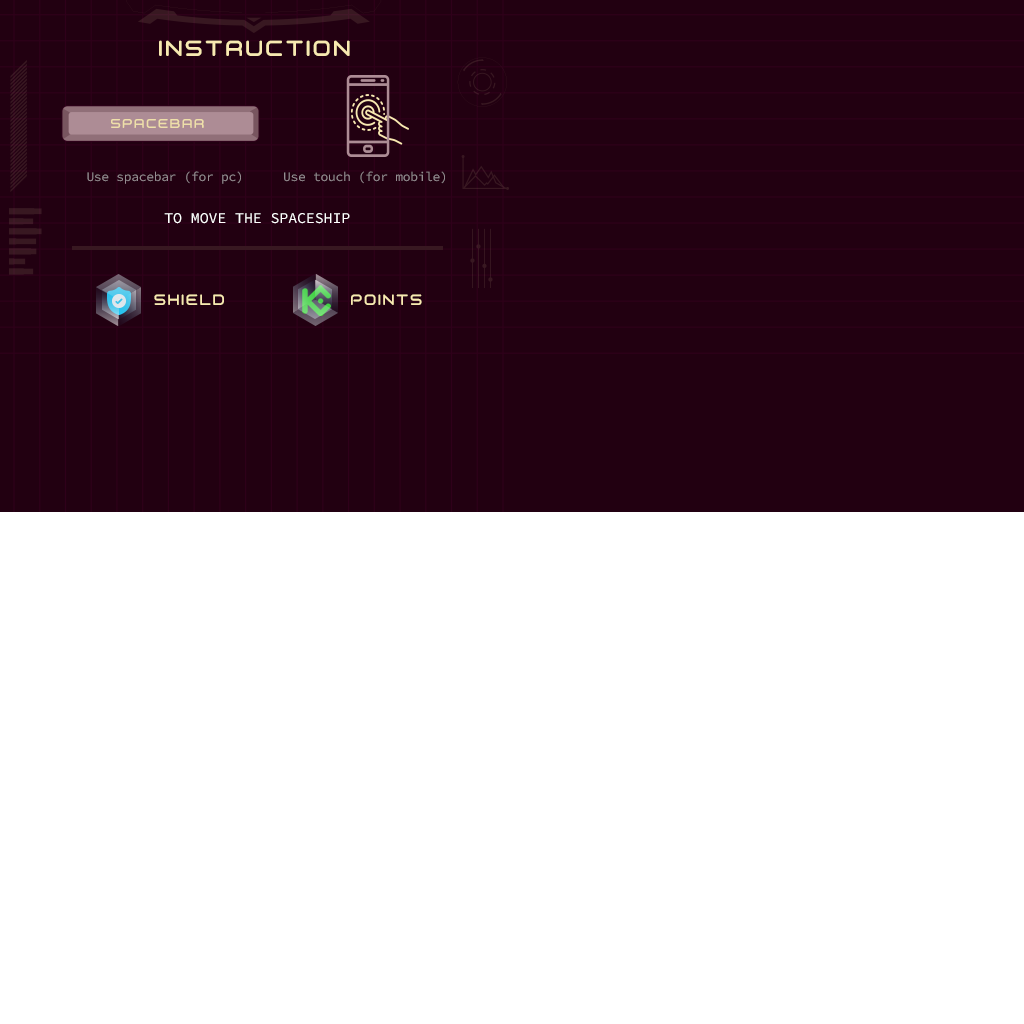 INSTRUCTION
SPACEBAR
Use spacebar (for pc)
Use touch (for mobile)
TO MOVE THE SPACESHIP
SHIELD
POINTS